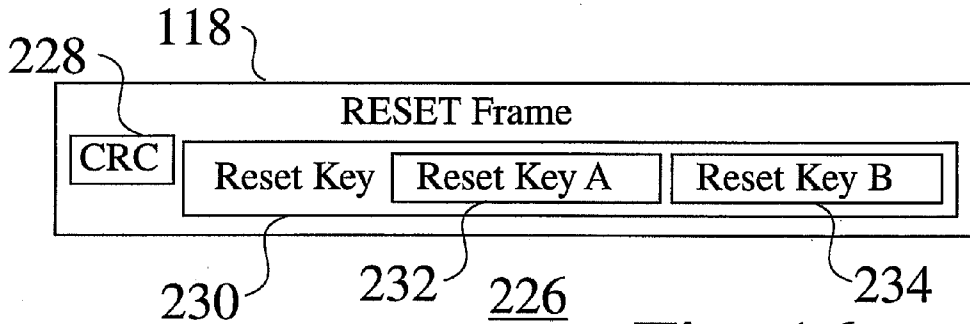 118
228
RESET Frame
CRC
Reset Key
Reset Key A
Reset Key B
230
232
226
234